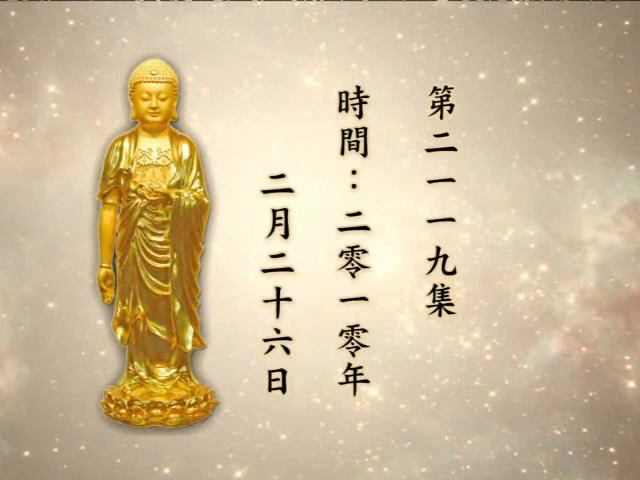 第二一一九集
時間：二零一零年
二月二十六日